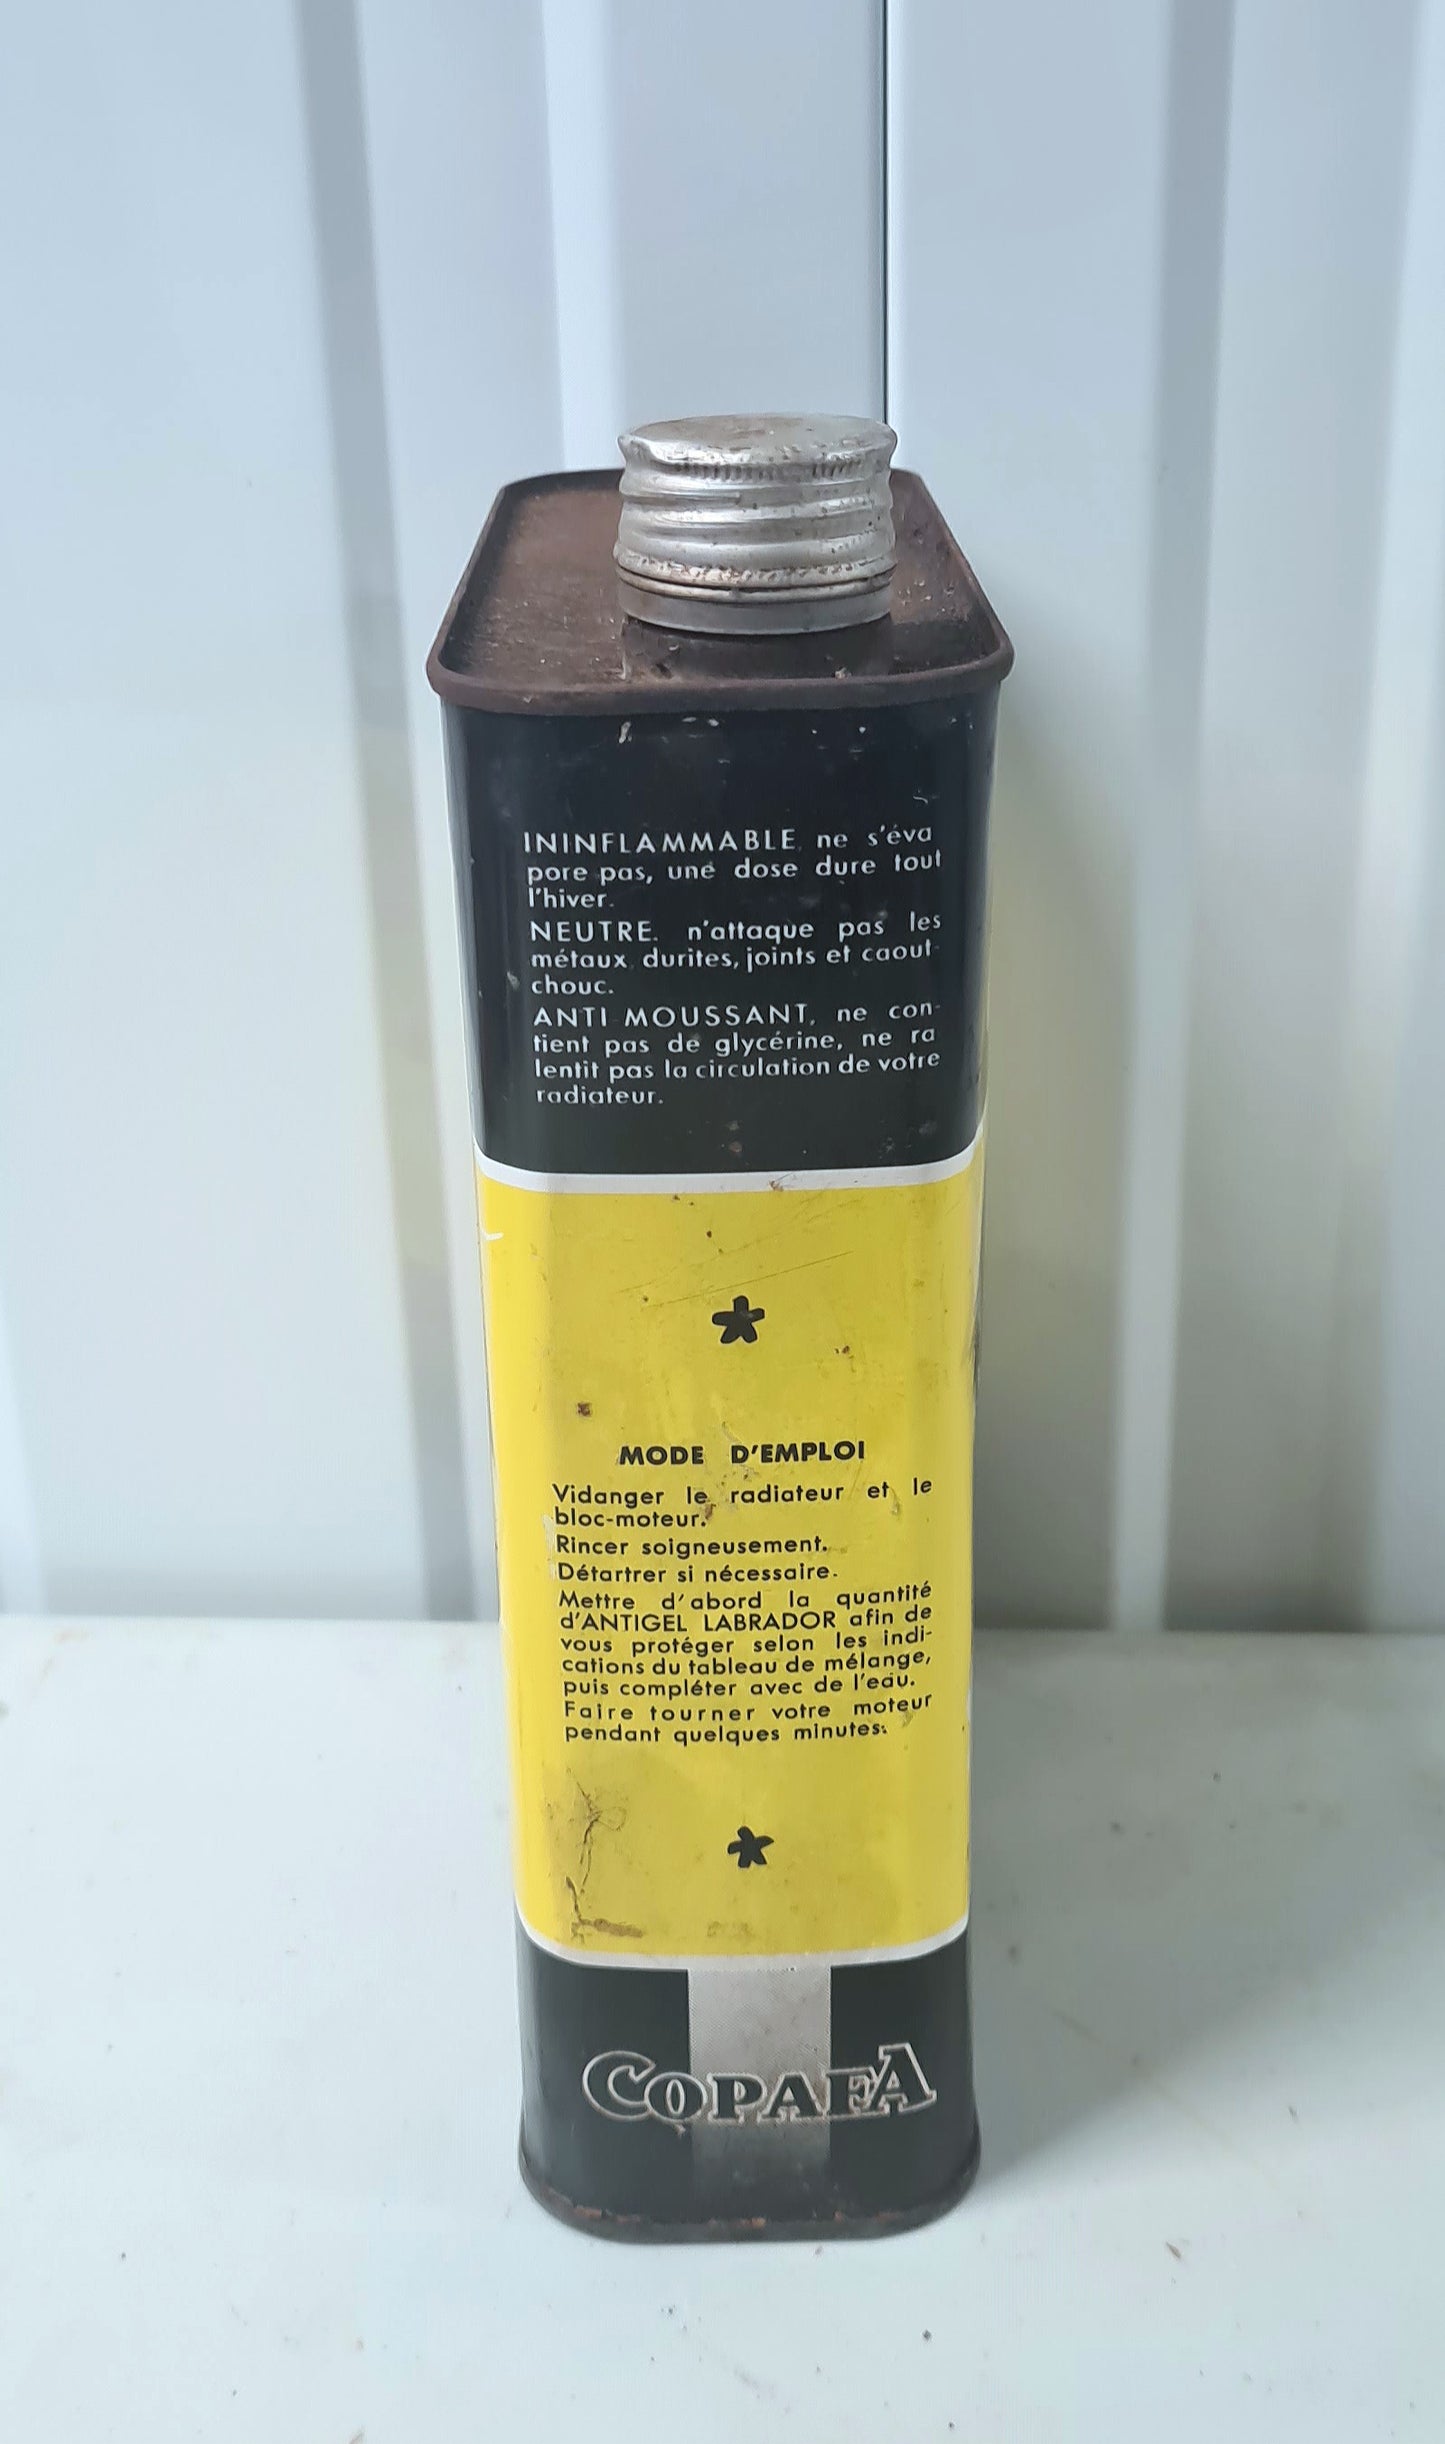 ININFLAMMABLE, ne s'éva
pore pas, une dose dure tout
l'hiver.
NEUTRE. n'attaque pas les
métaux, durites, joints et caout-
chouc.
ANTI MOUSSANT, ne con-
tient pas de glycérine, ne ra
lentit pas la circulation de votre
radiateur.
MODE D'EMPLOI
Vidanger le radiateur et le
bloc-moteur.
Rincer soigneusement.
Détartrer si nécessaire.
Mettre d'abord la quantité
d'ANTIGEL LABRADOR afin de
vous protéger selon les indi-
cations du tableau de mélange,
puis compléter avec de l'eau.
Faire tourner votre moteur
pendant quelques minutes.
COPAFA